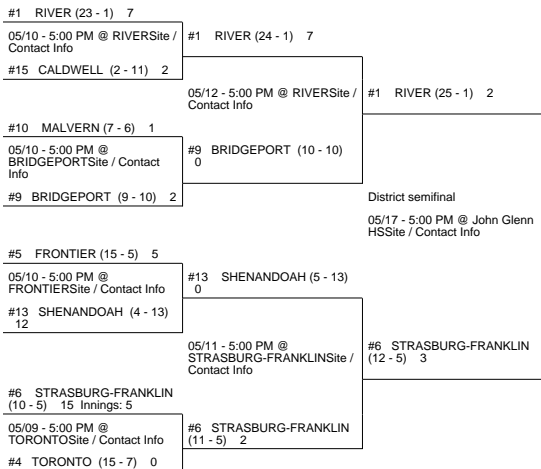 #1 RIVER (23 - 1) 7
05/10 - 5:00 PM @ RIVERSite /
Contact Info
#15 CALDWELL (2 - 11) 2
#1 RIVER (24 - 1) 7
05/12 - 5:00 PM @ RIVERSite /
Contact Info
#10 MALVERN (7 - 6) 1
05/10 - 5:00 PM @
BRIDGEPORTSite / Contact
Info
#9 BRIDGEPORT (9 - 10) 2
#9 BRIDGEPORT (10 - 10)
0
#1 RIVER (25 - 1) 2
District semifinal
05/17 - 5:00 PM @ John Glenn
HSSite / Contact Info
#5 FRONTIER (15 - 5) 5
05/10 - 5:00 PM @
FRONTIERSite / Contact Info
#13 SHENANDOAH (4 - 13)
12
#13 SHENANDOAH (5 - 13)
0
05/11 - 5:00 PM @
STRASBURG-FRANKLINSite /
Contact Info
#6 STRASBURG-FRANKLIN
(10 - 5) 15 Innings: 5
05/09 - 5:00 PM @
TORONTOSite / Contact Info
#4 TORONTO (15 - 7) 0
#6 STRASBURG-FRANKLIN
(11 - 5) 2
#6 STRASBURG-FRANKLIN
(12 - 5) 3